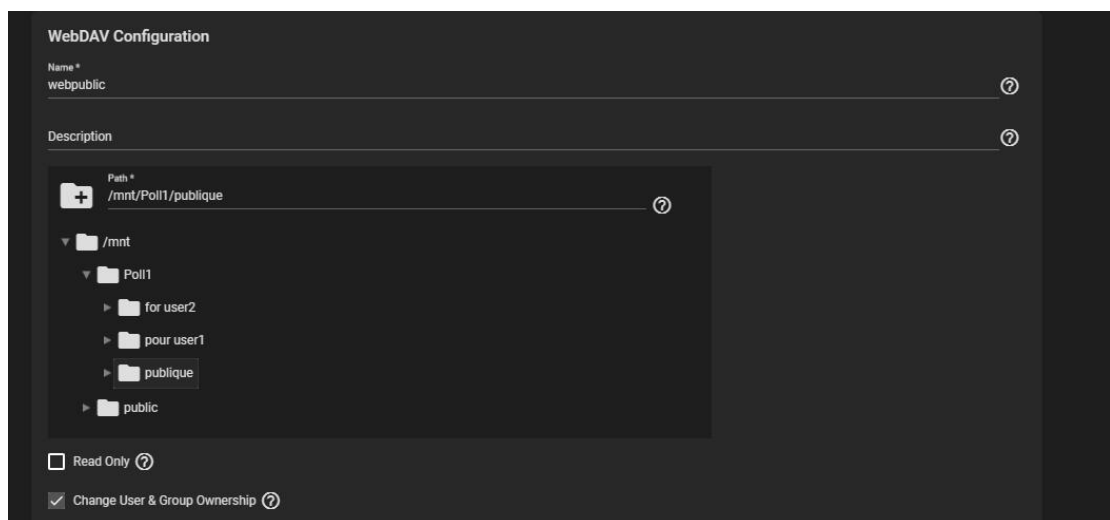 WebDAV Configuration
Name *
webpublic
Description
Path *
/mnt/Poll1/publique
/mnt
Poll1
for user2
pour user1
publique
public
Read Only
Change User & Group Ownership